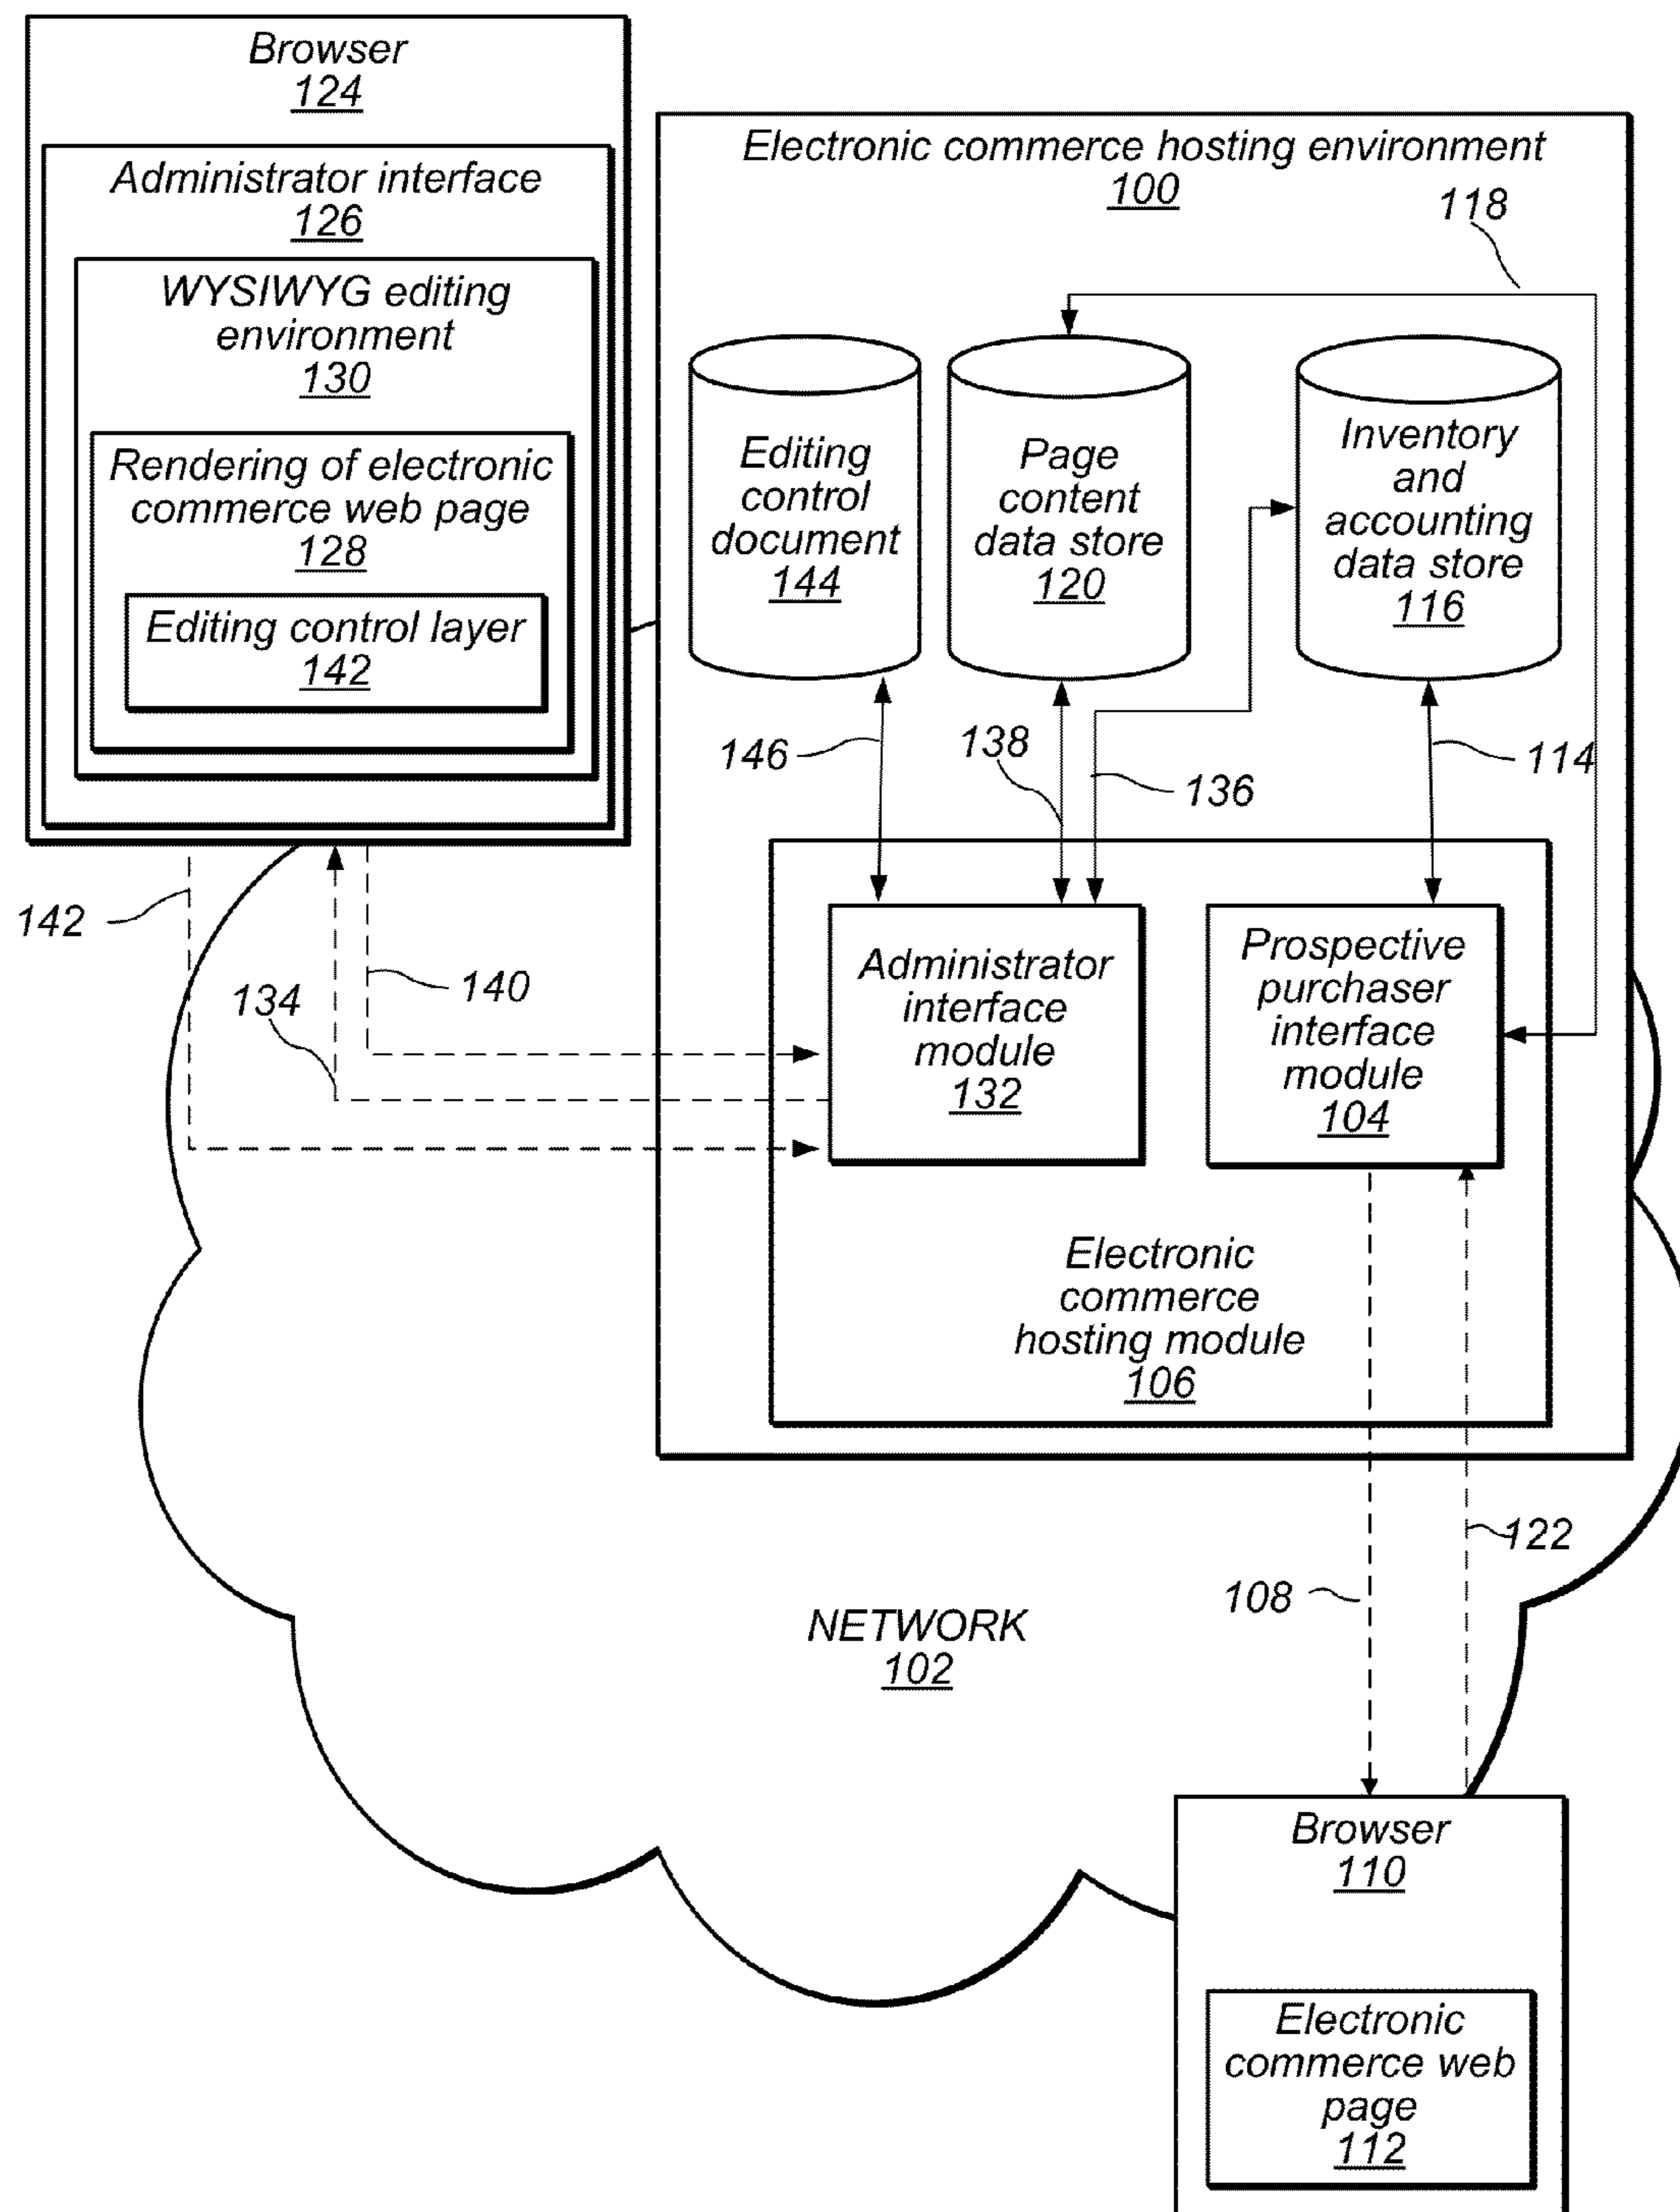 Browser
124
Administrator interface
126
WYSIWYG editing
environment
130
Rendering of electronic
commerce web page
128
Editing control layer
142
Electronic commerce hosting environment
100
118
Editing
control
document
144
Page
content
data store
120
Inventory
and
accounting
data store
116
146
138
136
114
142
134
140
Administrator
interface
module
132
Prospective
purchaser
interface
module
104
Electronic
commerce
hosting module
106
122
108
NETWORK
102
Browser
110
Electronic
commerce web
page
112